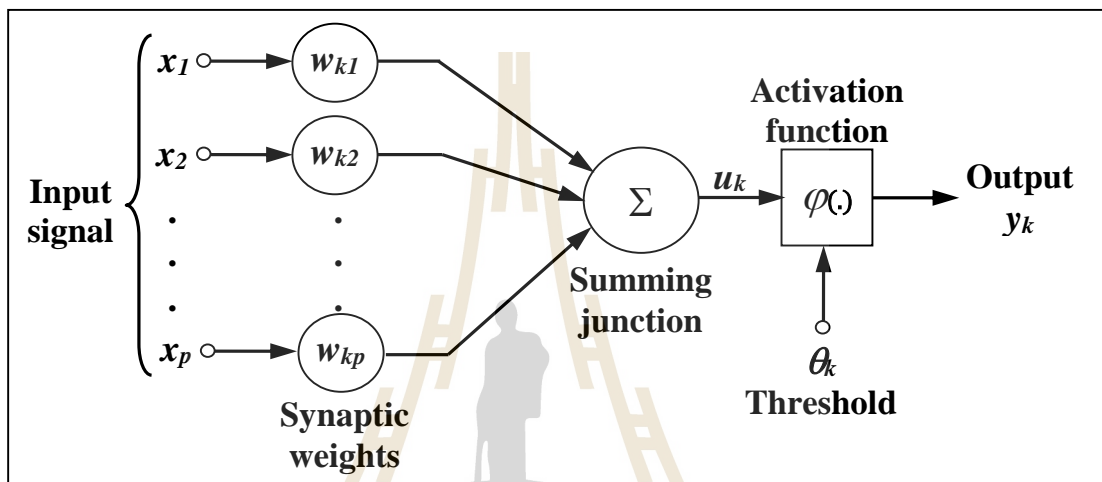 Input
signal
x1
x2
.
.
.
xp
wk1
wk2
.
.
.
wkp
Synaptic
weights
Σ
Summing
junction
uk
Activation
function
φ(.)
θk
Threshold
Output
yk